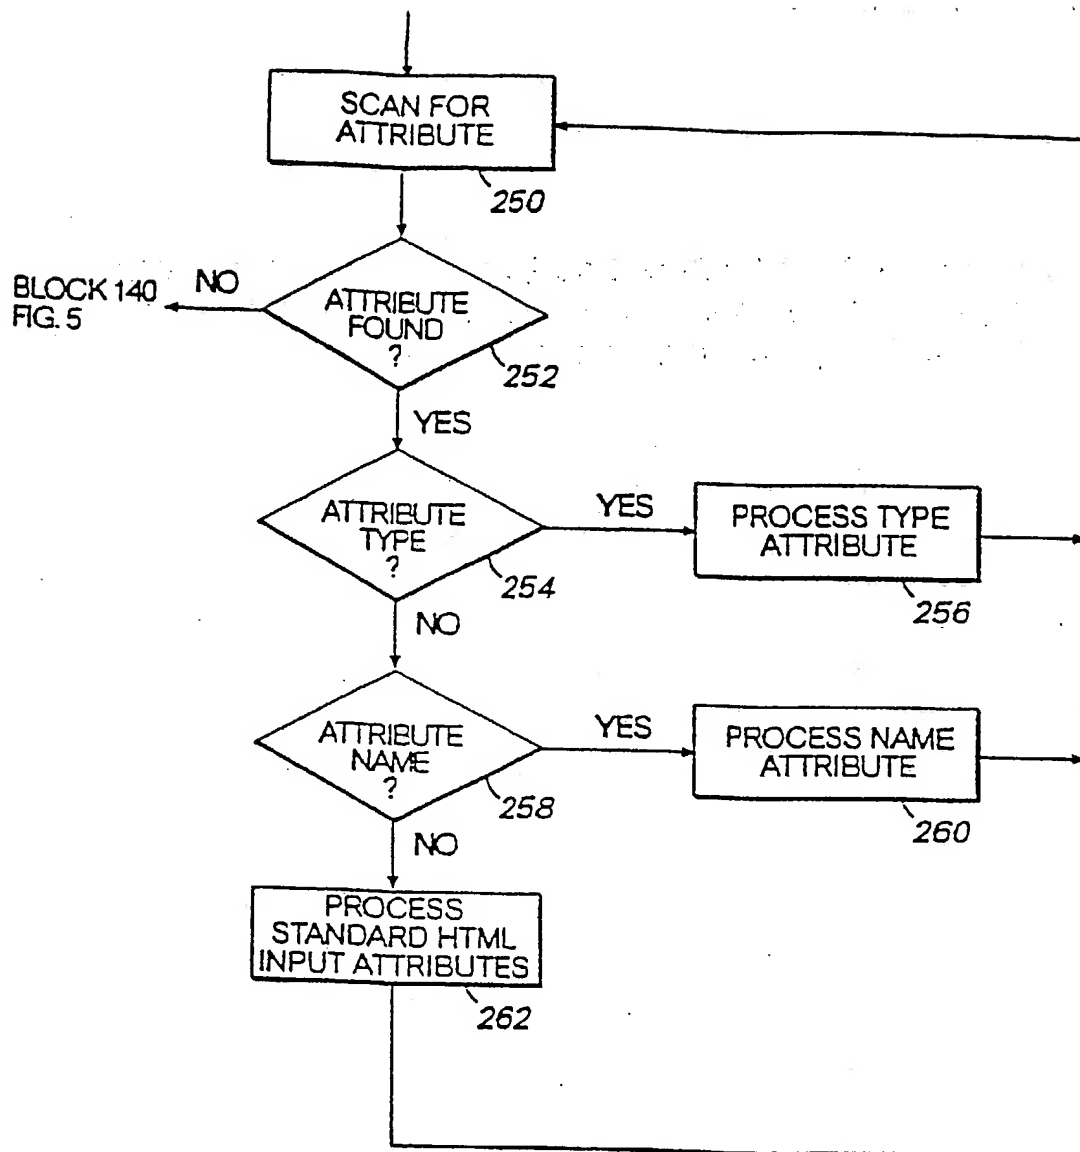 SCAN FOR
ATTRIBUTE
250
BLOCK 140
FIG. 5
NO
ATTRIBUTE
FOUND
?
252
YES
ATTRIBUTE
TYPE
?
254
YES
PROCESS TYPE
ATTRIBUTE
256
NO
ATTRIBUTE
NAME
?
258
YES
PROCESS NAME
ATTRIBUTE
260
NO
PROCESS
STANDARD HTML
INPUT ATTRIBUTES
262